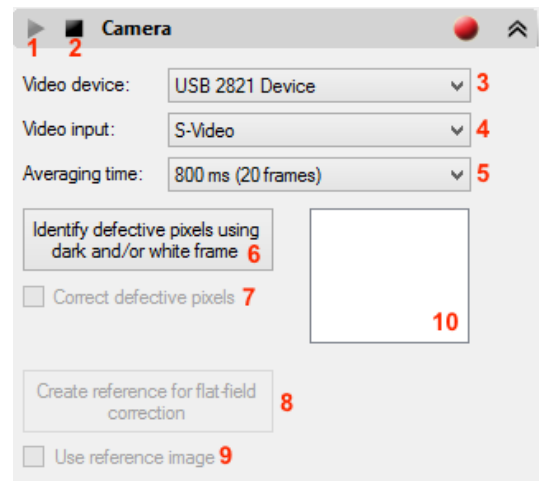 Camera
1 2
Video device: USB 2821 Device 3
Video input: S-Video 4
Averaging time: 800 ms (20 frames) 5
Identify defective pixels using
dark and/or white frame 6
Correct defective pixels 7
10
Create reference for flat-field
correction
8
Use reference image 9